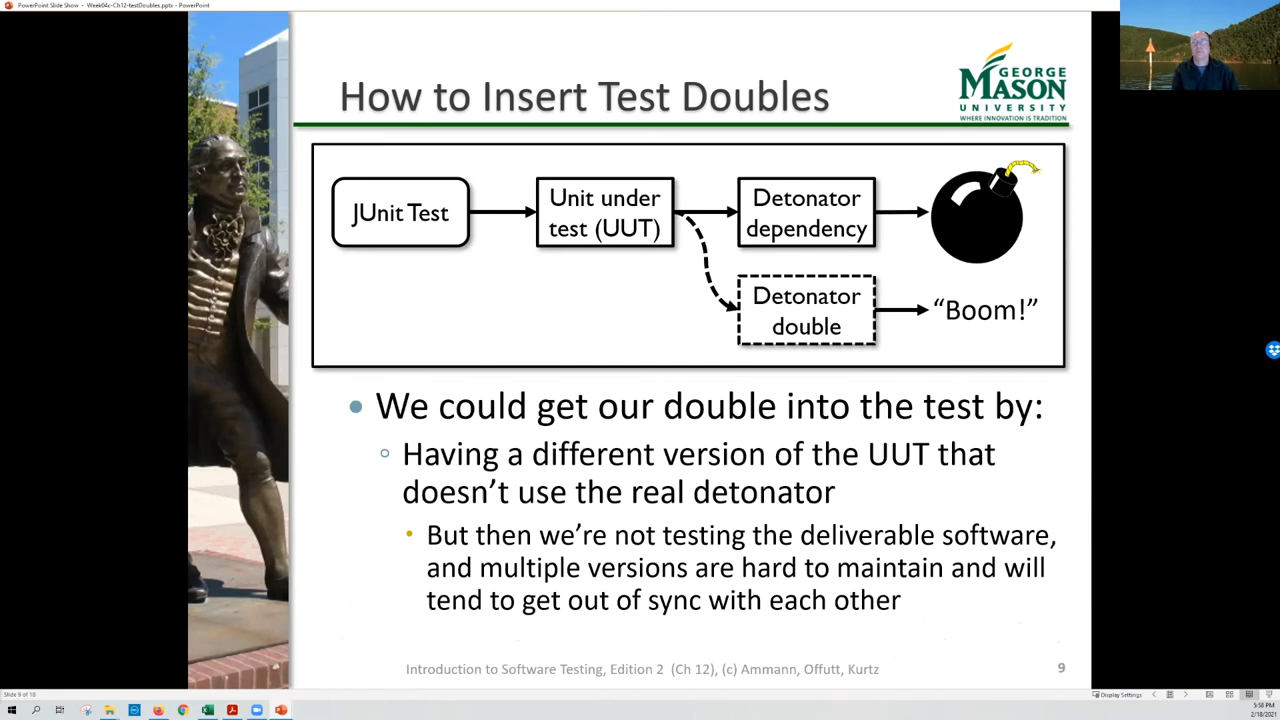 PowerPoint Slide Show - Week04c-Ch12-testDoubles.pptx - PowerPoint
How to Insert Test Doubles
GEORGE
MASON
UNIVERSITY
WHERE INNOVATION IS TRADITION
JUnit Test
Unit under
test (UUT)
Detonator
dependency
Detonator
double
“Boom!”
• We could get our double into the test by:
◦ Having a different version of the UUT that
doesn’t use the real detonator
• But then we’re not testing the deliverable software,
and multiple versions are hard to maintain and will
tend to get out of sync with each other
Introduction to Software Testing, Edition 2 (Ch 12), (c) Ammann, Offutt, Kurtz
9
Slide 9 of 18
Display Settings
5:58 PM
2/18/2021